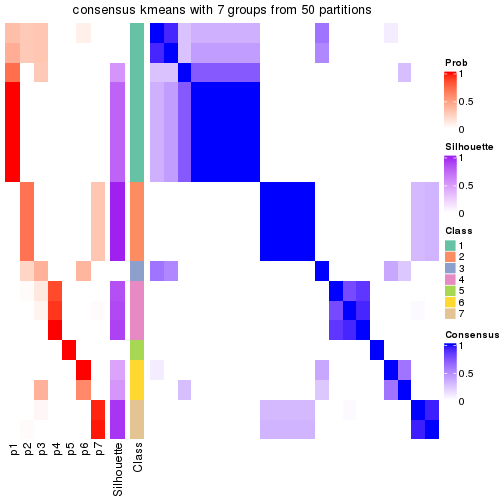 consensus kmeans with 7 groups from 50 partitions
Prob
1
0.5
0
Silhouette
1
0.5
0
Class
1
2
3
4
5
6
7
Consensus
1
0.5
0
p1
p2
p3
p4
p5
p6
p7
Silhouette
Class